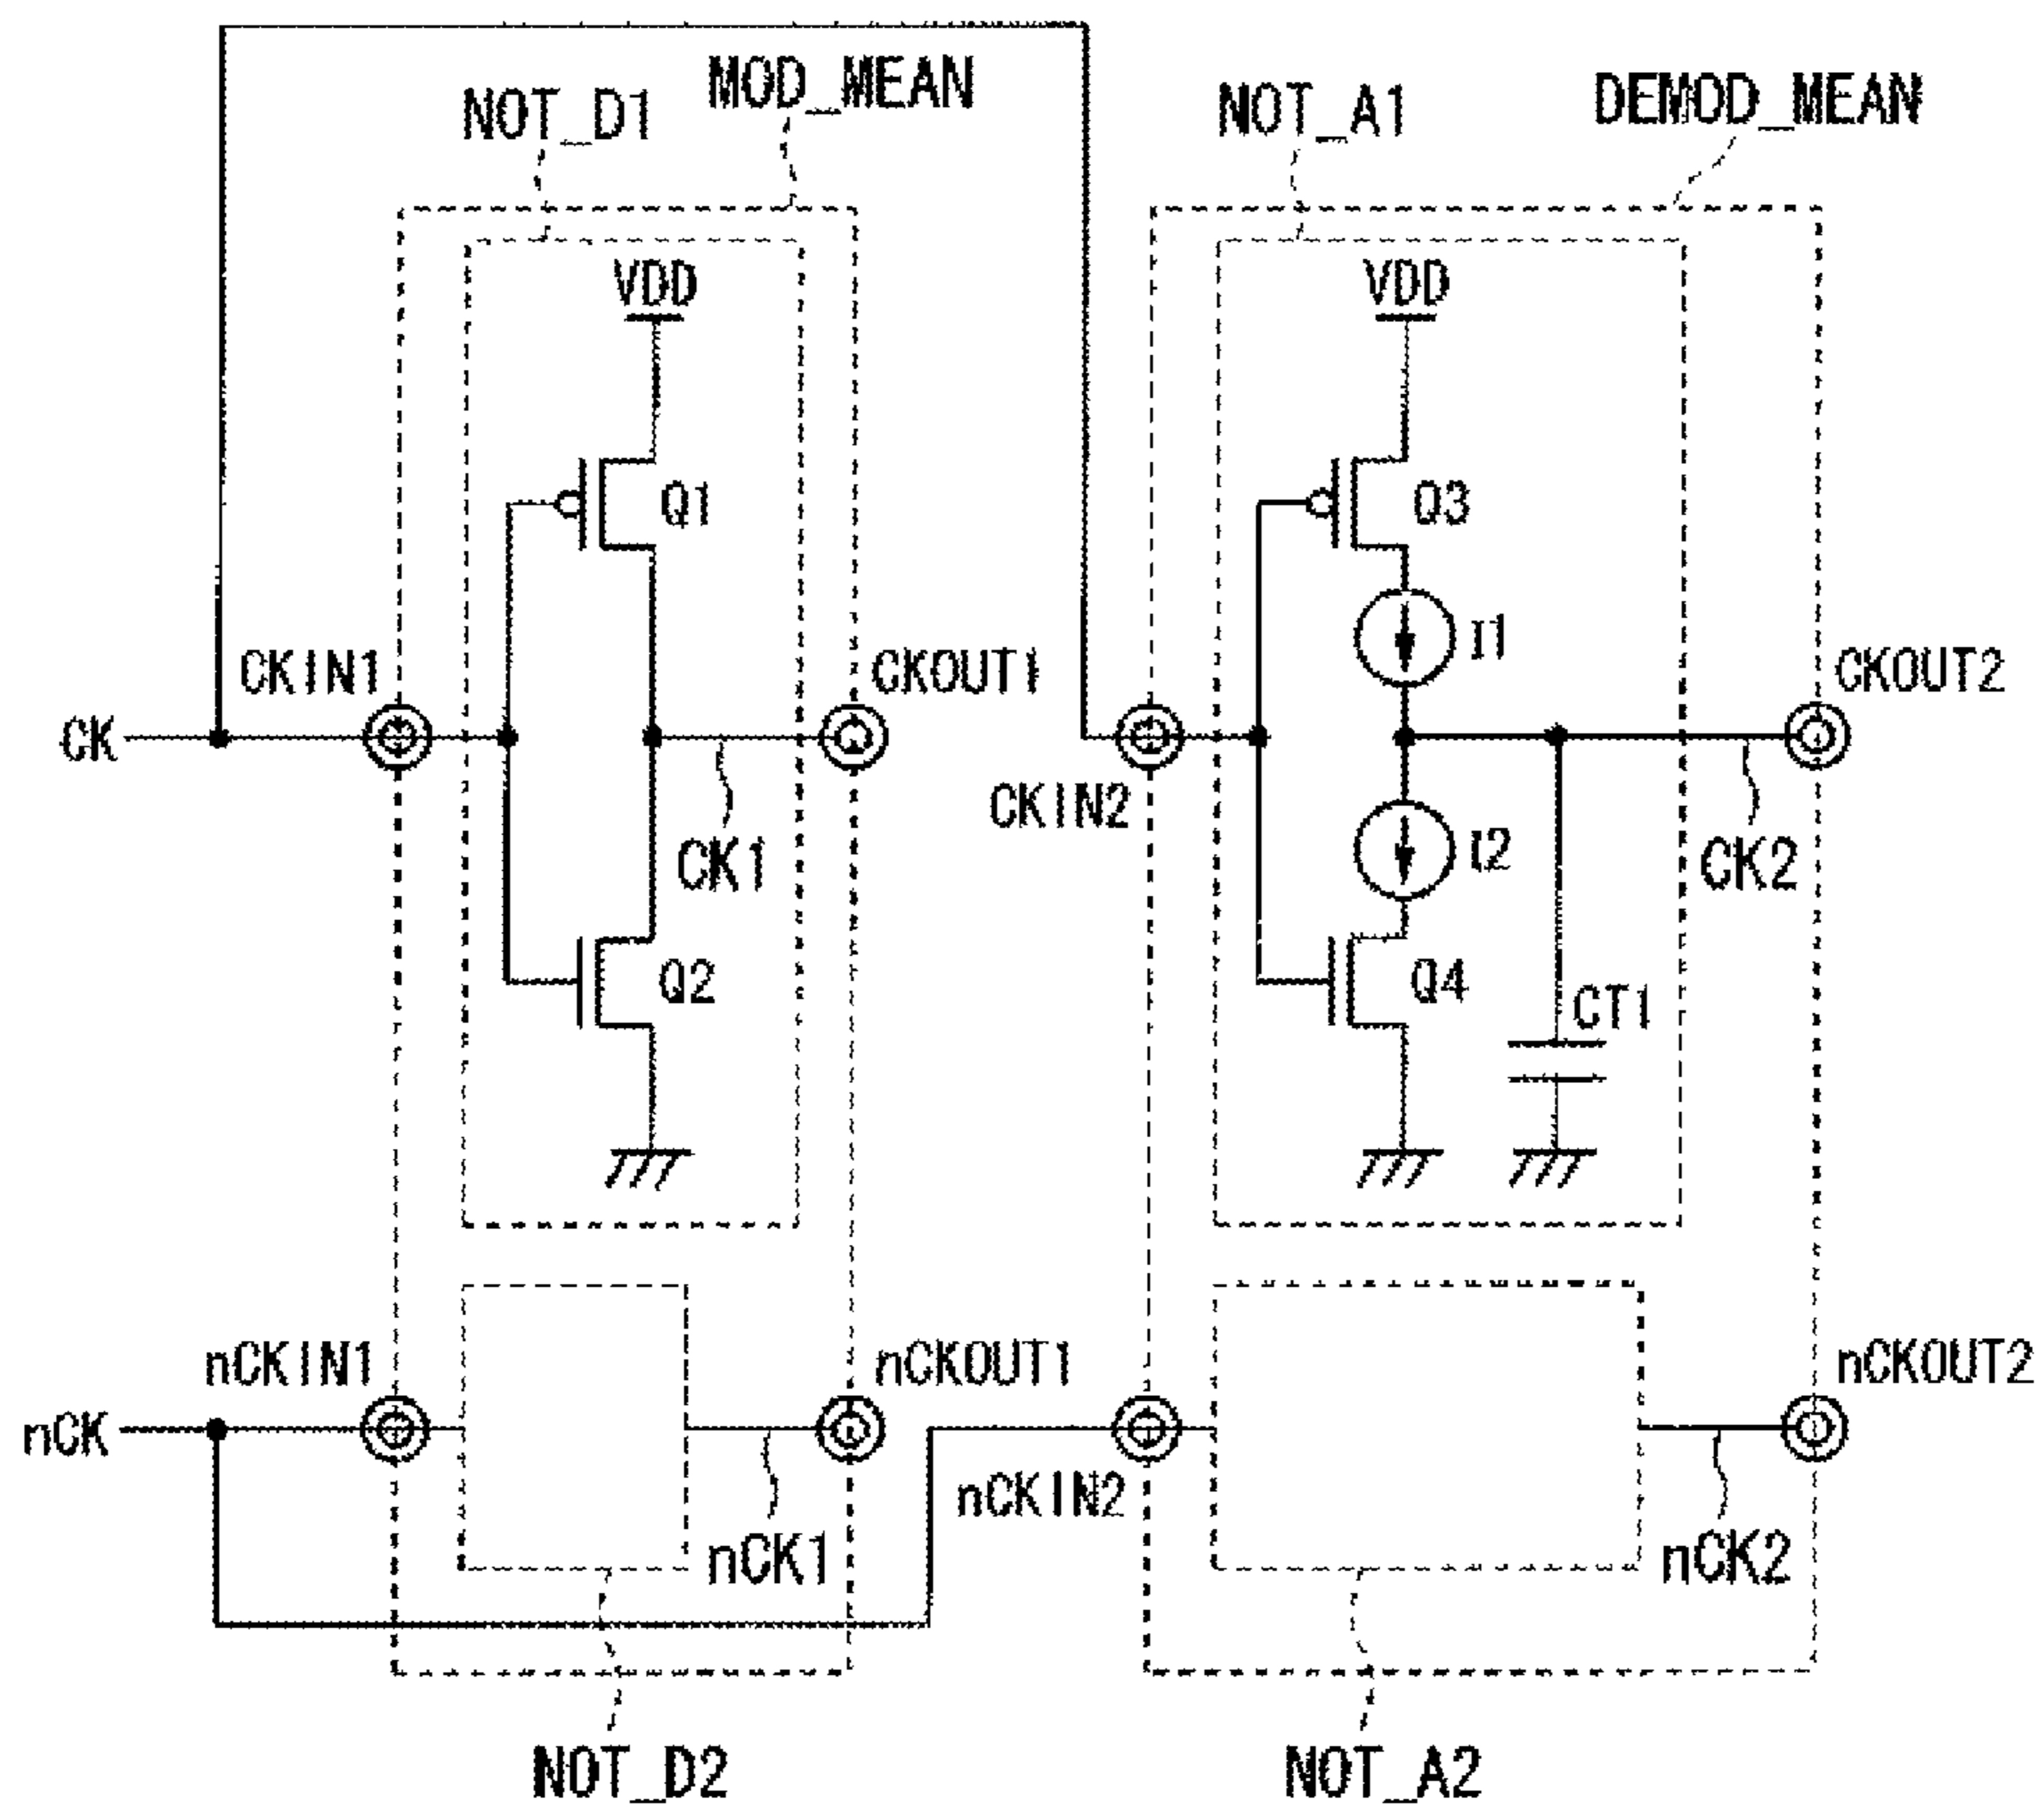 NOT_D1 MOD_MEAN NOT_A1 DEMOD_MEAN
VDD VDD
Q1 Q3
I1
CKIN1 CKOUT1 CKOUT2
CK
CKIN2
CK1 I2 CK2
Q2 Q4 CT1
nCKIN1 nCKOUT1 nCKOUT2
nCK
nCKIN2
nCK1 nCK2
NOT_D2 NOT_A2